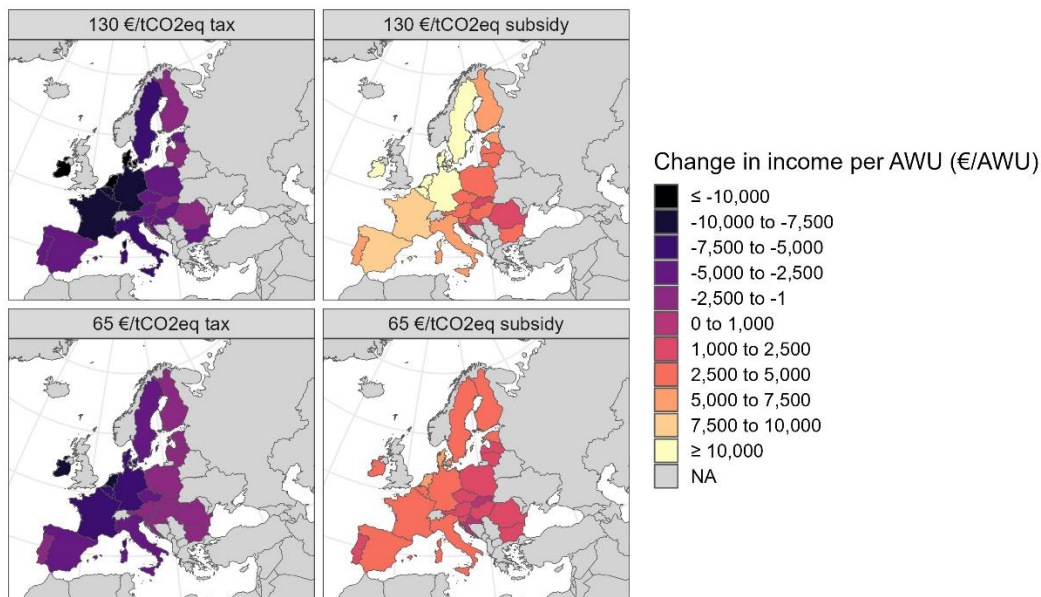 130 €/tCO2eq tax
130 €/tCO2eq subsidy
65 €/tCO2eq tax
65 €/tCO2eq subsidy
Change in income per AWU (€/AWU)
≤ -10,000
-10,000 to -7,500
-7,500 to -5,000
-5,000 to -2,500
-2,500 to -1
0 to 1,000
1,000 to 2,500
2,500 to 5,000
5,000 to 7,500
7,500 to 10,000
≥ 10,000
NA